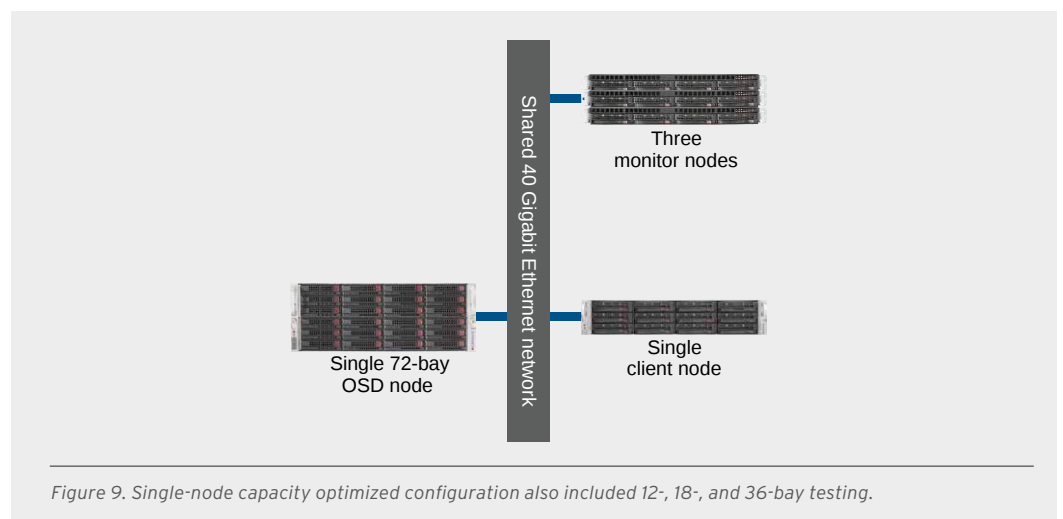 Shared 40 Gigabit Ethernet network
Three
monitor nodes
Single 72-bay
OSD node
Single
client node
Figure 9. Single-node capacity optimized configuration also included 12-, 18-, and 36-bay testing.